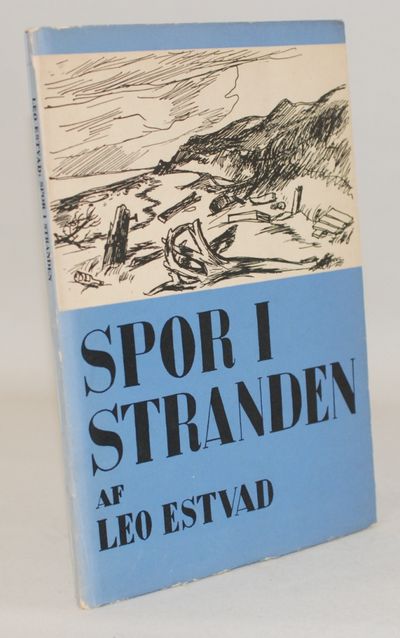 SPOR I
STRANDEN
AF
LEO ESTVAD
LEO ESTVAD: SPOR I STRANDEN